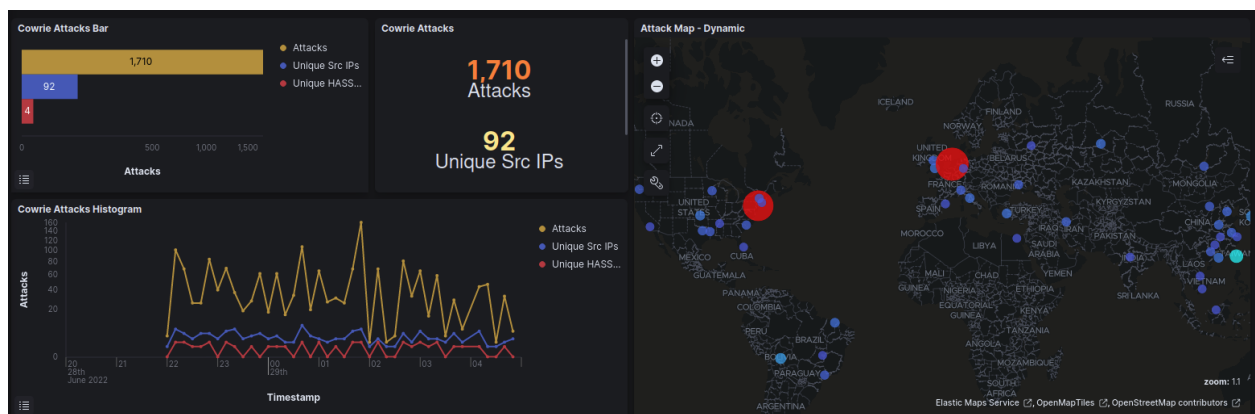 Cowrie Attacks Bar
1,710
92
4
Attacks
Unique Src IPs
Unique HASS...
0
500
1,000
1,500
Attacks
Cowrie Attacks
1,710
Attacks
92
Unique Src IPs
Cowrie Attacks Histogram
160
140
120
100
80
60
40
20
0
Attacks
20
21
22
23
00
01
02
03
04
28th
29th
June 2022
Timestamp
Attacks
Unique Src IPs
Unique HASS...
Attack Map - Dynamic
ICELAND
RUSSIA
NADA
FINLAND
NORWAY
UNITED
KINGDOM
BELARUS
FRANCE
ROMANIA
KAZAKHSTAN
MONGOLIA
UNITED
STATES
SPAIN
TURKEY
KYRGYZSTAN
CHINA
MOROCCO
IRAQ
IRAN
PAKISTAN
LIBYA
SAUDI
ARABIA
INDIA
MEXICO
CUBA
GUATEMALA
MALI
CHAD
YEMEN
LAOS
VIETNAM
GUINEA
NIGERIA
ETHIOPIA
SRI LANKA
PANAMA
COLOMBIA
EQUATORIAL
GUINEA
KENYA
PERU
BRAZIL
TANZANIA
BOLIVIA
ANGOLA
PARAGUAY
MOZAMBIQUE
SOUTH
AFRICA
ARGENTINA
zoom: 1.1
Elastic Maps Service , OpenMapTiles , OpenStreetMap contributors